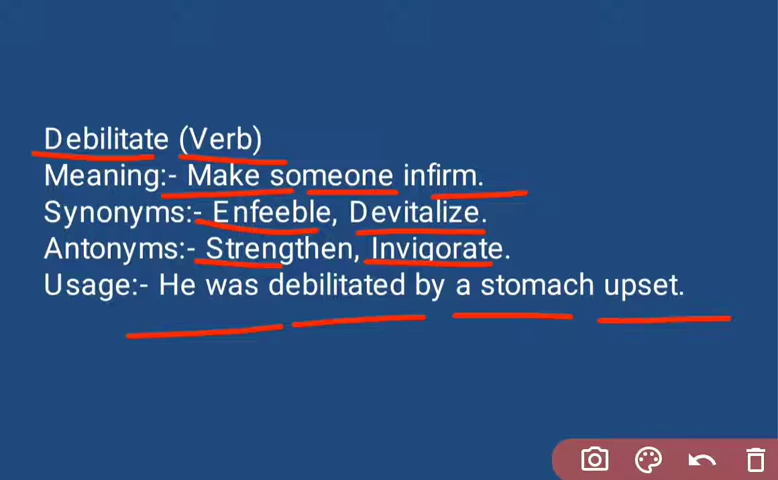 Debilitate (Verb)
Meaning:- Make someone infirm.
Synonyms:- Enfeeble, Devitalize.
Antonyms:- Strengthen, Invigorate.
Usage:- He was debilitated by a stomach upset.